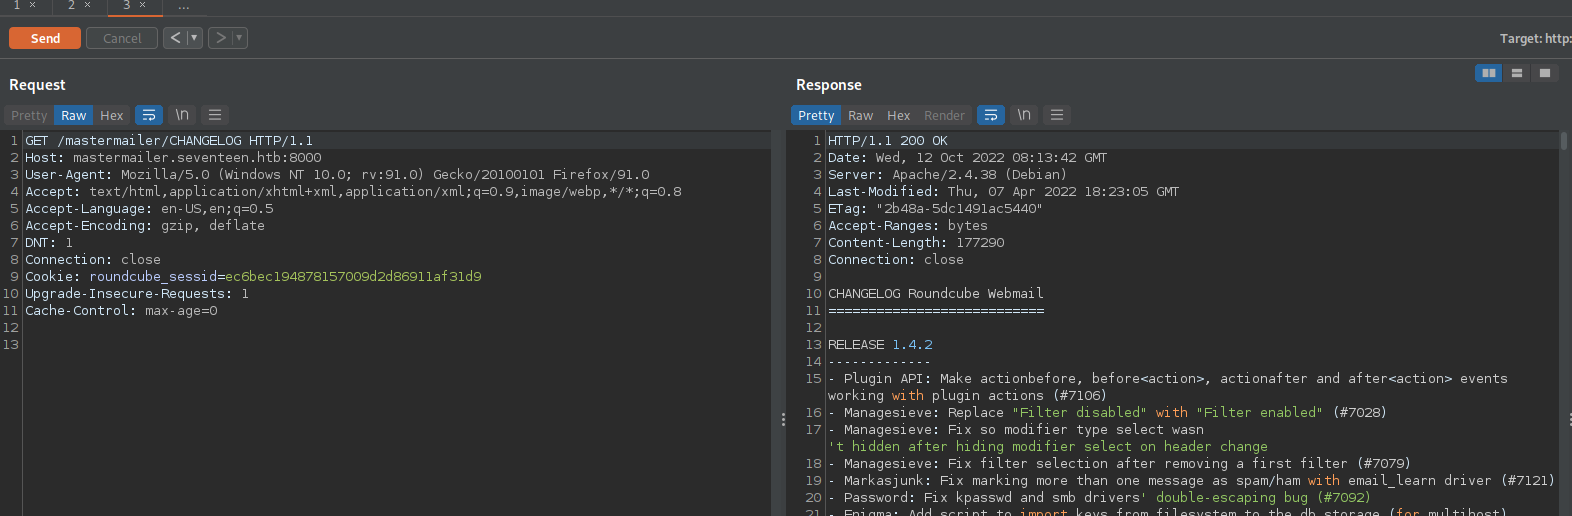 1 × 2 × 3 × ...
Send Cancel < > Target: http:
Request
Pretty Raw Hex \n
1 GET /mastermailer/CHANGELOG HTTP/1.1
2 Host: mastermailer.seventeen.htb:8000
3 User-Agent: Mozilla/5.0 (Windows NT 10.0; rv:91.0) Gecko/20100101 Firefox/91.0
4 Accept: text/html,application/xhtml+xml,application/xml;q=0.9,image/webp,*/*;q=0.8
5 Accept-Language: en-US,en;q=0.5
6 Accept-Encoding: gzip, deflate
7 DNT: 1
8 Connection: close
9 Cookie: roundcube_sessid=ec6bec194878157009d2d86911af31d9
10 Upgrade-Insecure-Requests: 1
11 Cache-Control: max-age=0
12
13
Response
Pretty Raw Hex Render \n
1 HTTP/1.1 200 OK
2 Date: Wed, 12 Oct 2022 08:13:42 GMT
3 Server: Apache/2.4.38 (Debian)
4 Last-Modified: Thu, 07 Apr 2022 18:23:05 GMT
5 ETag: "2b48a-5dc1491ac5440"
6 Accept-Ranges: bytes
7 Content-Length: 177290
8 Connection: close
9
10 CHANGELOG Roundcube Webmail
11 ===========================
12
13 RELEASE 1.4.2
14 -------------
15 - Plugin API: Make actionbefore, before<action>, actionafter and after<action> events
working with plugin actions (#7106)
16 - Managesieve: Replace "Filter disabled" with "Filter enabled" (#7028)
17 - Managesieve: Fix so modifier type select wasn
't hidden after hiding modifier select on header change
18 - Managesieve: Fix filter selection after removing a first filter (#7079)
19 - Markasjunk: Fix marking more than one message as spam/ham with email_learn driver (#7121)
20 - Password: Fix kpasswd and smb drivers' double-escaping bug (#7092)
21 - Enigma: Add script to import keys from filesystem to the db storage (for multihost)